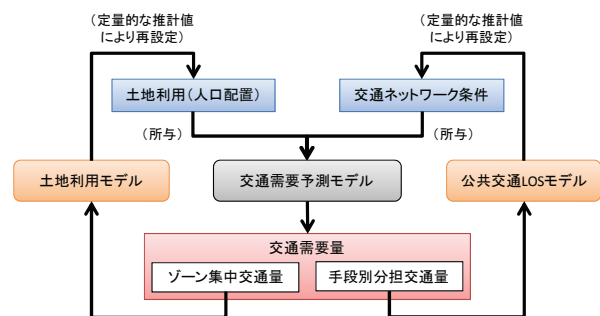 (定量的な推計値
により再設定)
(定量的な推計値
により再設定)
土地利用(人口配置)
交通ネットワーク条件
(所与)
(所与)
土地利用モデル
交通需要予測モデル
公共交通LOSモデル
交通需要量
ゾーン集中交通量
手段別分担交通量